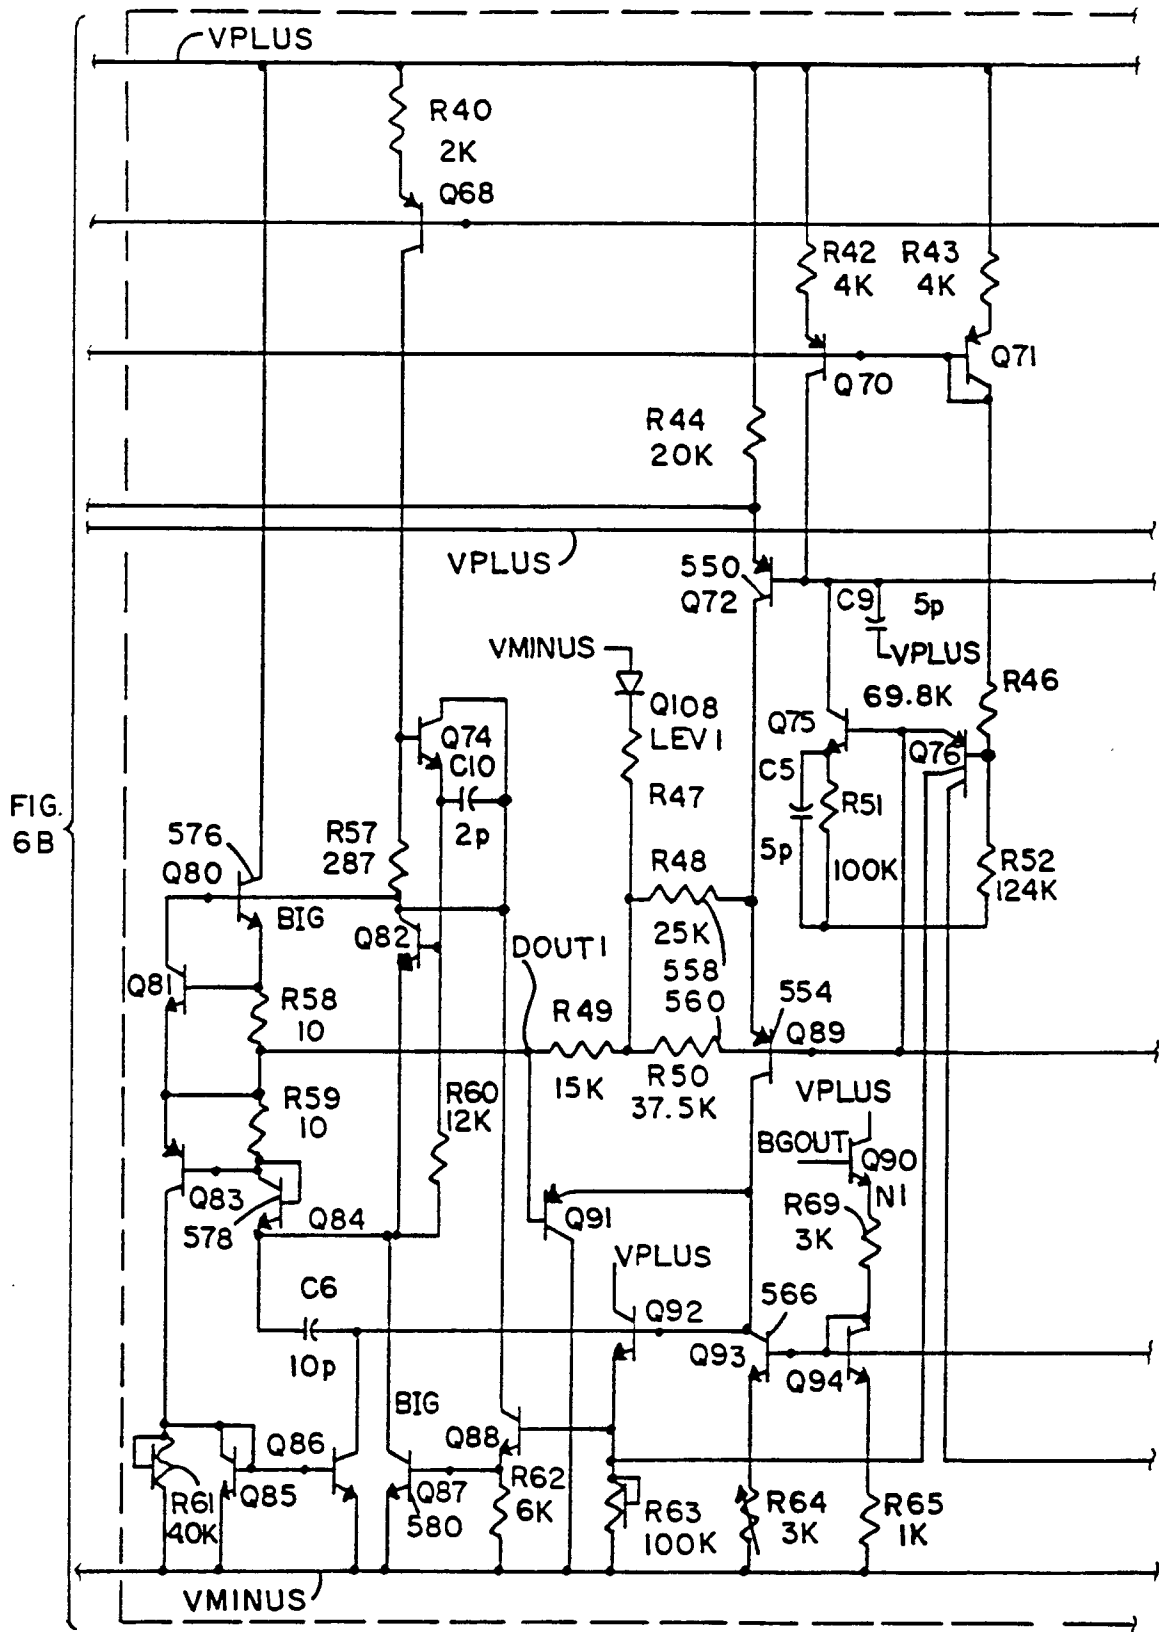 VPLUS
R40
2K
Q68
R42
4K
R43
4K
Q70
Q71
R44
20K
VPLUS
550
Q72
C9
5p
VPLUS
VMINUS
69.8K
R46
Q108
LEV1
Q75
Q76
Q74
C10
2p
C5
5p
R47
R51
100K
FIG.
6B
576
Q80
BIG
R57
287
R48
25K
558
R52
124K
Q82
DOUT1
Q81
560
554
R58
10
R49
15K
Q89
R50
37.5K
R59
10
R60
12K
VPLUS
BGOUT
Q90
N1
Q83
578
Q84
Q91
R69
3K
C6
10p
VPLUS
Q92
566
Q93
Q94
BIG
Q86
Q88
R61
40K
Q85
Q87
580
R62
6K
R63
100K
R64
3K
R65
1K
VMINUS